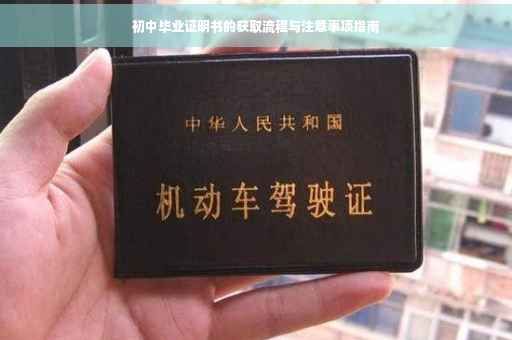 初中毕业证明书的获取流程与注意事项指南
中华人民共和国
机动车驾驶证